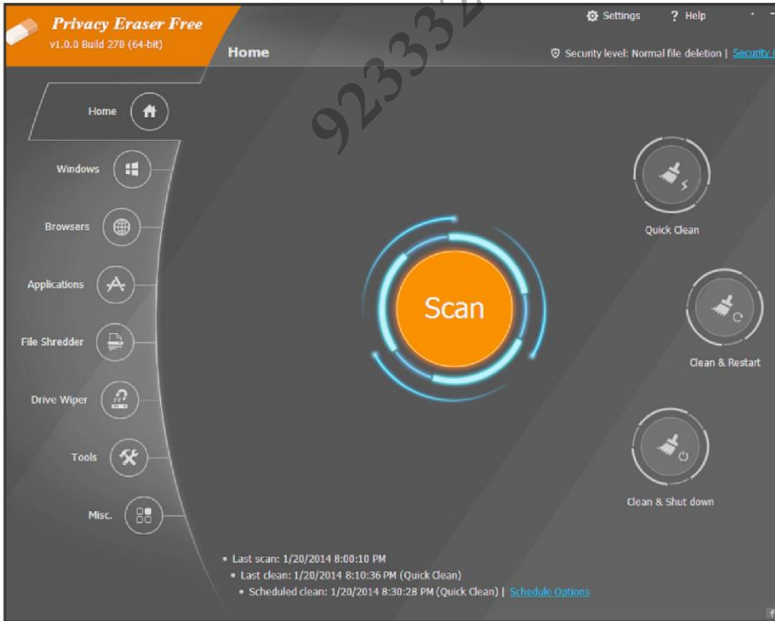 Privacy Eraser Free
v1.0.0 Build 278 (64-bit)
Settings
? Help
Home
Security level: Normal file deletion | Security
Home
Windows
Browsers
Applications
File Shredder
Drive Wiper
Tools
Misc.
Scan
Quick Clean
Clean & Restart
Clean & Shut down
• Last scan: 1/20/2014 8:00:10 PM
• Last clean: 1/20/2014 8:10:36 PM (Quick Clean)
• Scheduled clean: 1/20/2014 8:30:28 PM (Quick Clean) | Schedule Options